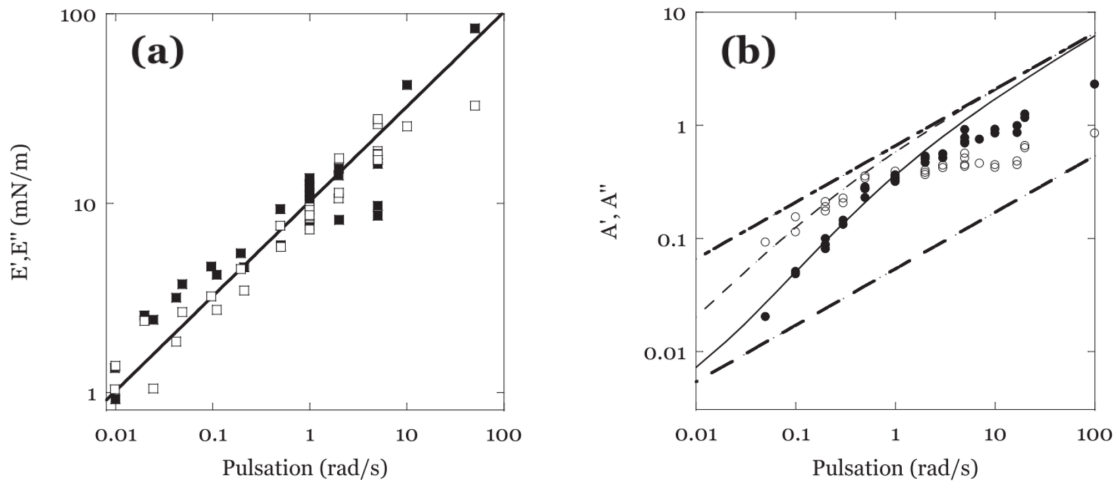 (a)
100
10
1
0.01 0.1 1 10 100
E',E'' (mN/m)
Pulsation (rad/s)
(b)
10
1
0.1
0.01
0.01 0.1 1 10 100
A', A''
Pulsation (rad/s)